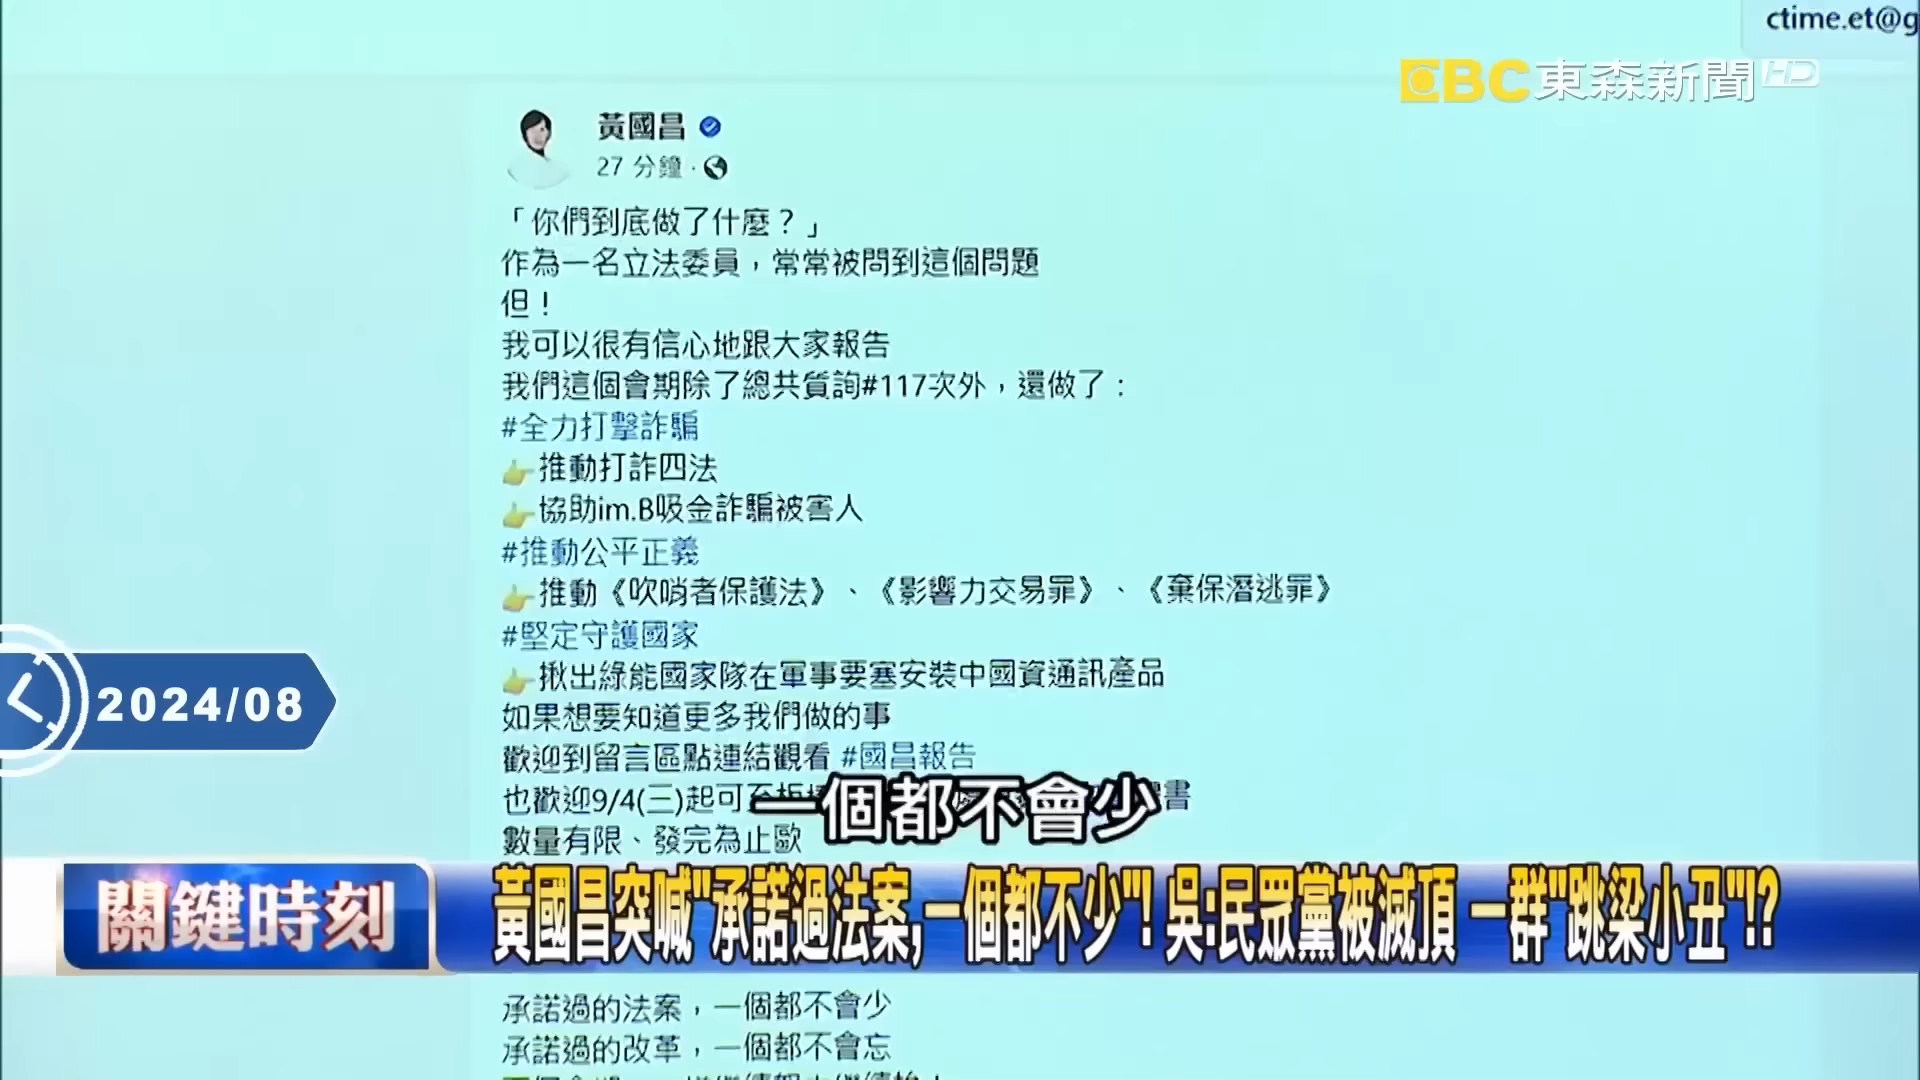 ctime.et@g
EBC東森新聞HD
黃國昌
27 分鐘·
「你們到底做了什麼？」
作為一名立法委員，常常被問到這個問題
但！
我可以很有信心地跟大家報告
我們這個會期除了總共質詢#117次外，還做了：
#全力打擊詐騙
👉推動打詐四法
👉協助im.B吸金詐騙被害人
#推動公平正義
👉推動《吹哨者保護法》、《影響力交易罪》、《棄保潛逃罪》
#堅定守護國家
👉揪出綠能國家隊在軍事要塞安裝中國資通訊產品
2024/08
如果想要知道更多我們做的事
歡迎到留言區點連結觀看 #國昌報告
也歡迎9/4(三)起可至 書
一個都不會少
數量有限、發完為止歐
關鍵時刻
黃國昌突喊"承諾過法案,一個都不少"! 吳:民眾黨被滅頂 一群"跳梁小丑"!?
承諾過的法案，一個都不會少
承諾過的改革，一個都不會忘